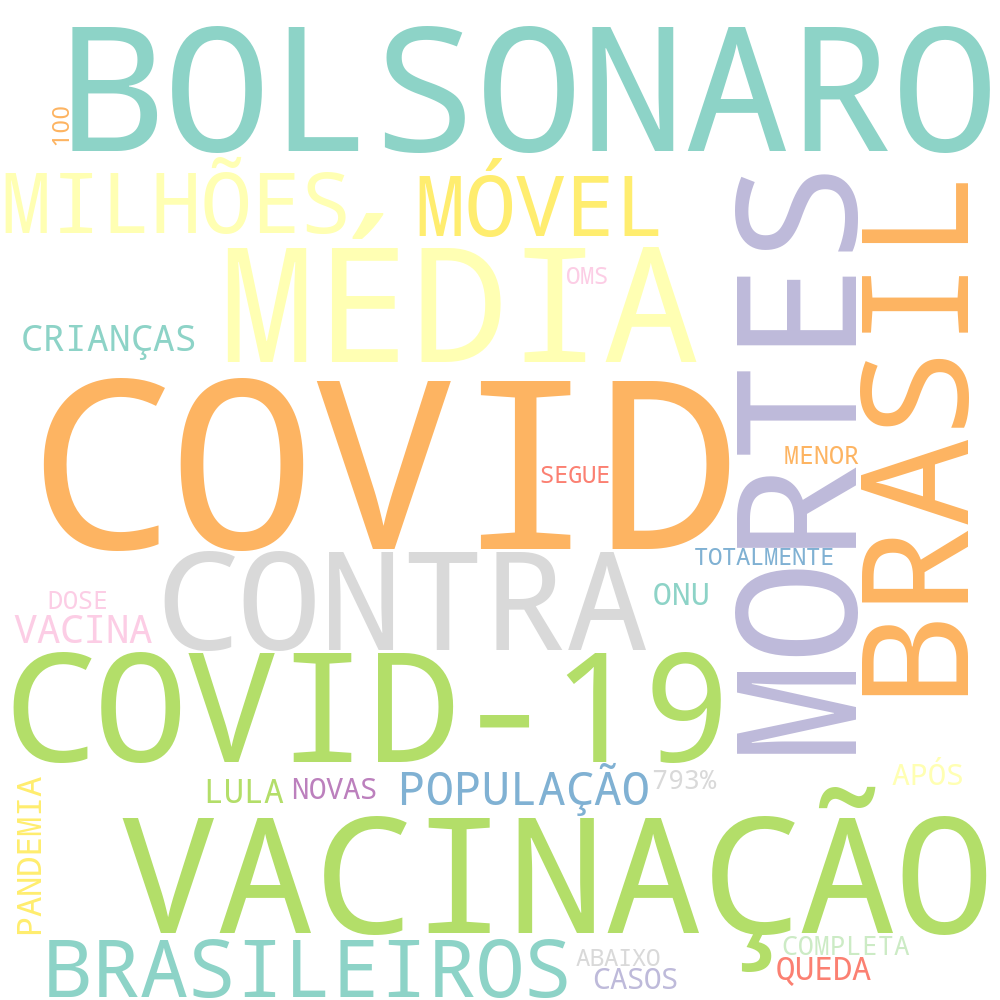 BOLSONARO
100
MILHÕES
MÓVEL
MORTES
BRASIL
MÉDIA
OMS
CRIANÇAS
COVID
SEGUE
MENOR
CONTRA
TOTALMENTE
ONU
DOSE
VACINA
COVID-19
LULA
NOVAS
POPULAÇÃO
793%
APÓS
PANDEMIA
VACINAÇÃO
BRASILEIROS
ABAIXO
CASOS
COMPLETA
QUEDA